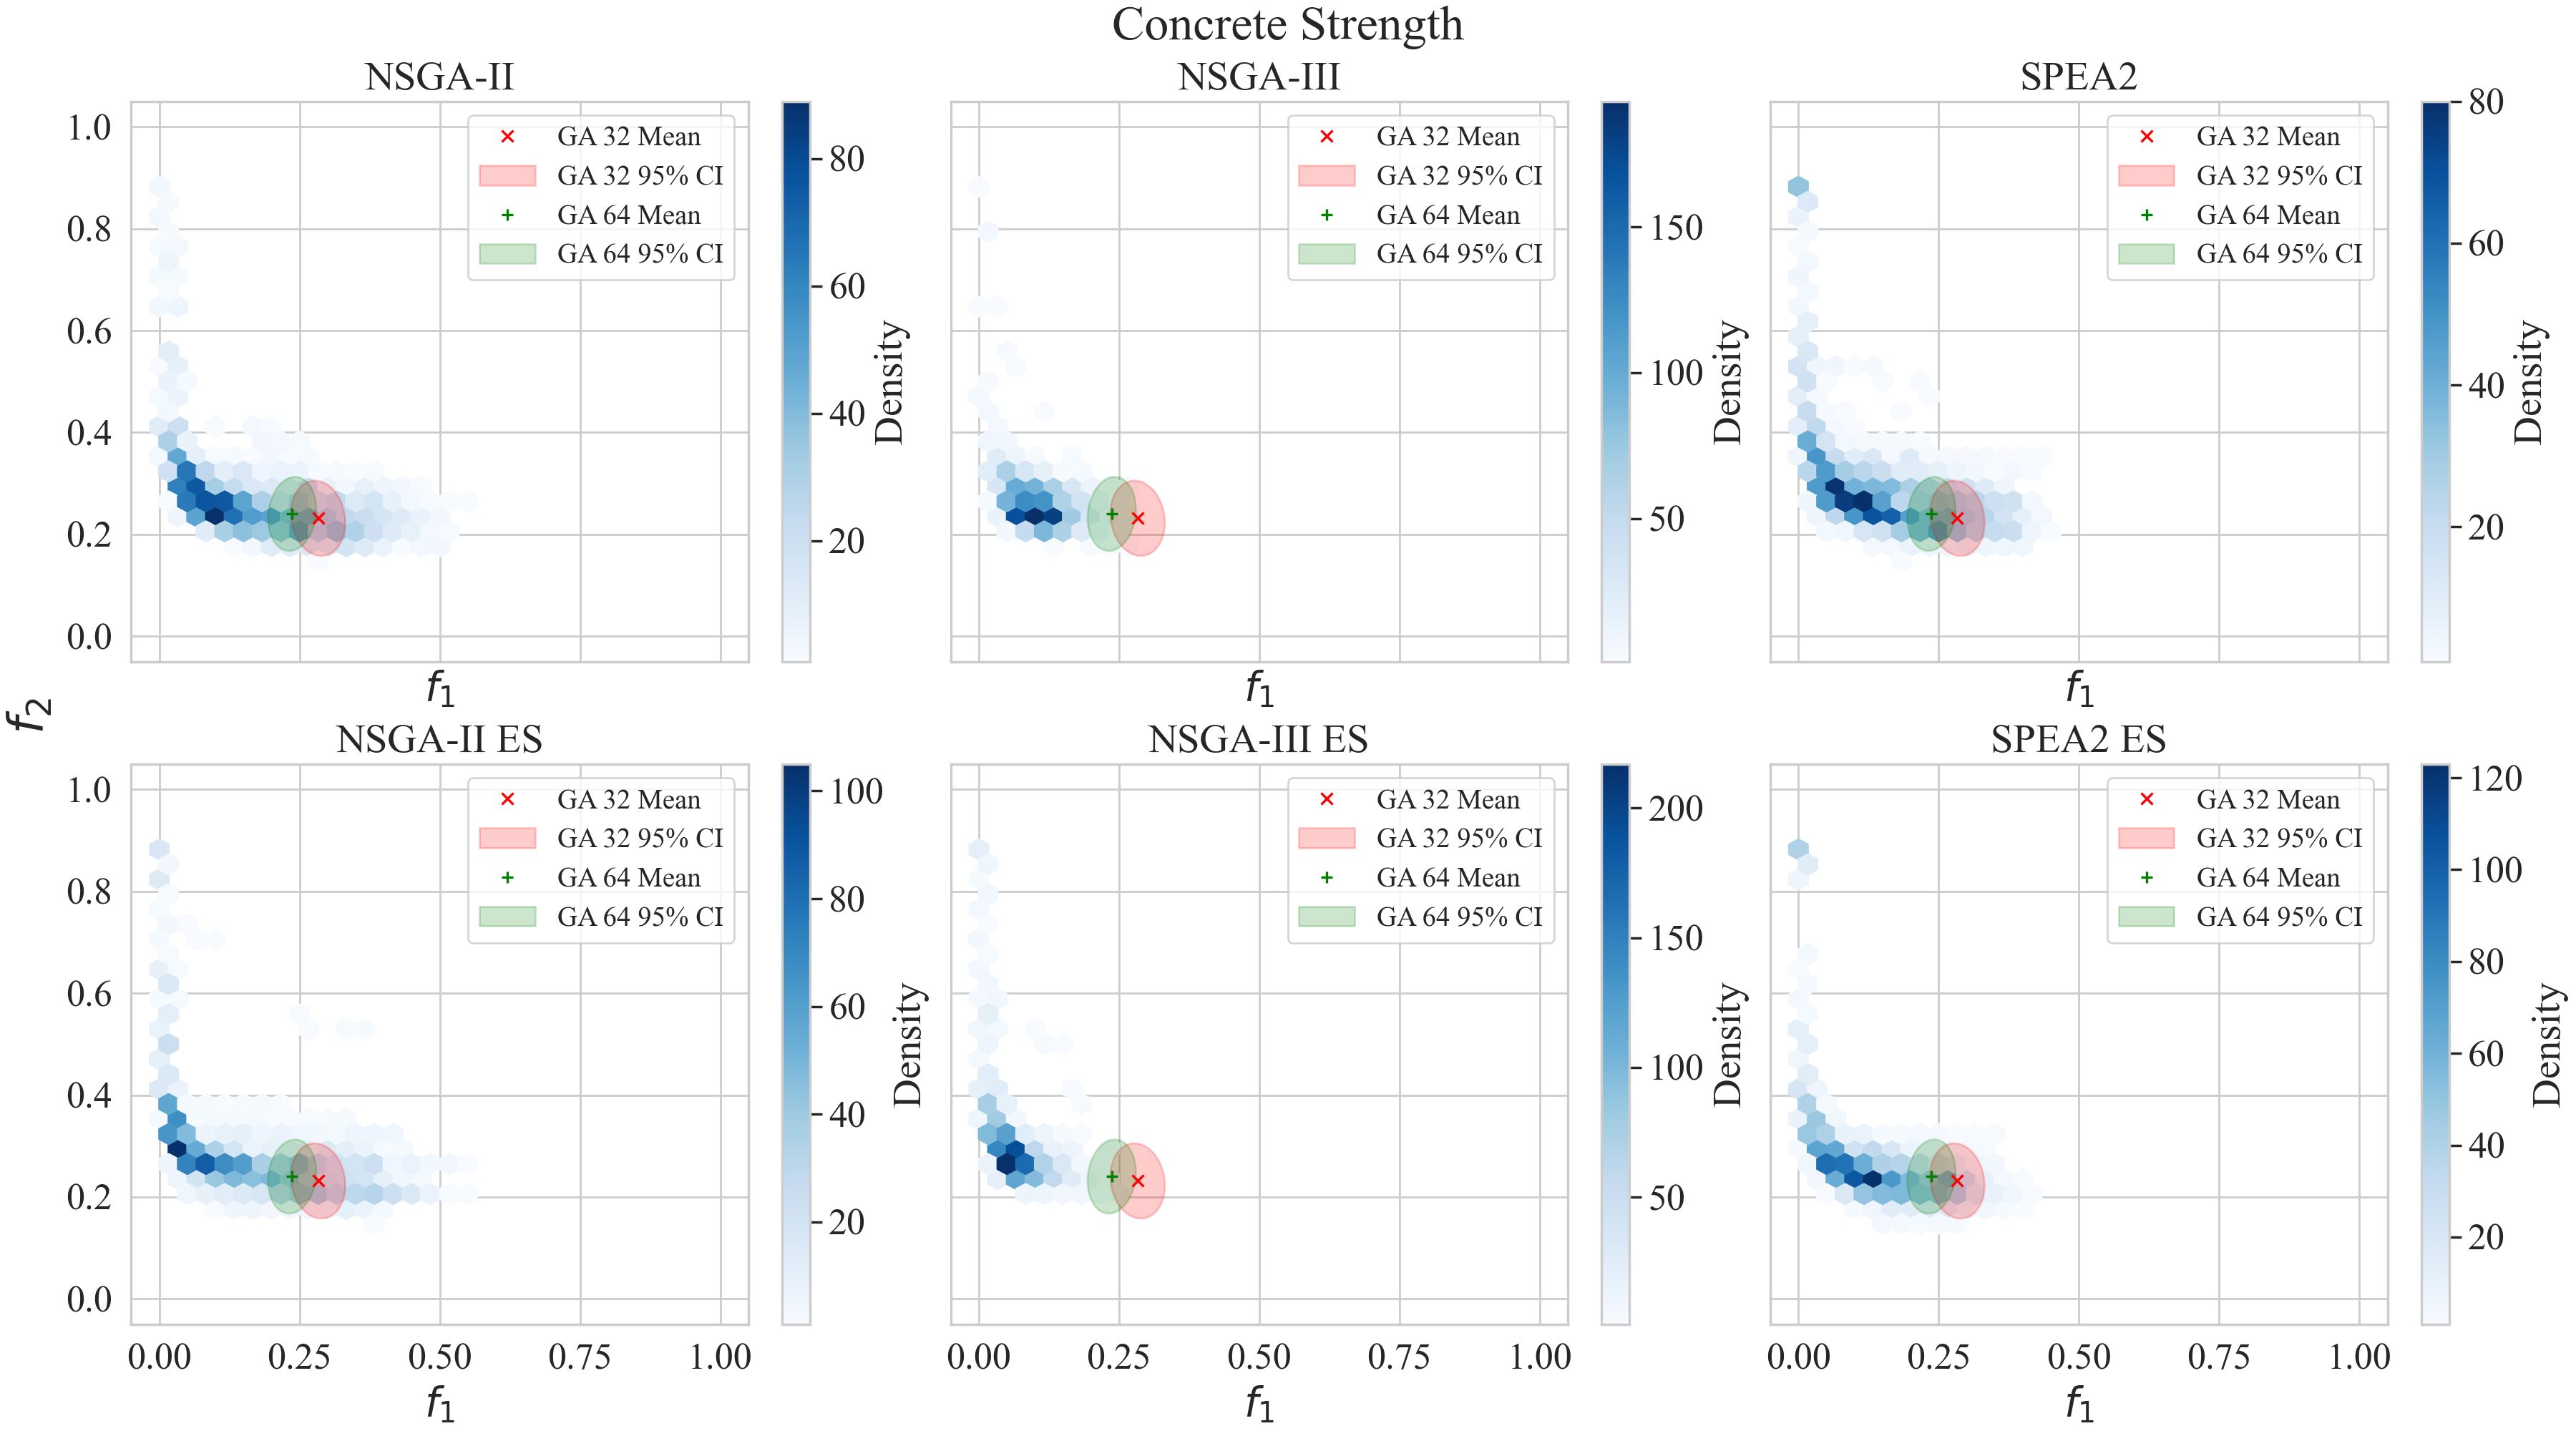 Concrete Strength
NSGA-II
NSGA-III
SPEA2
1.0
0.8
0.6
0.4
0.2
0.0
GA 32 Mean
GA 32 95% CI
GA 64 Mean
GA 64 95% CI
80
60
40
20
Density
f1
GA 32 Mean
GA 32 95% CI
GA 64 Mean
GA 64 95% CI
150
100
50
Density
f1
GA 32 Mean
GA 32 95% CI
GA 64 Mean
GA 64 95% CI
80
60
40
20
Density
f1
f2
NSGA-II ES
NSGA-III ES
SPEA2 ES
1.0
0.8
0.6
0.4
0.2
0.0
GA 32 Mean
GA 32 95% CI
GA 64 Mean
GA 64 95% CI
100
80
60
40
20
Density
0.00 0.25 0.50 0.75 1.00
f1
GA 32 Mean
GA 32 95% CI
GA 64 Mean
GA 64 95% CI
200
150
100
50
Density
0.00 0.25 0.50 0.75 1.00
f1
GA 32 Mean
GA 32 95% CI
GA 64 Mean
GA 64 95% CI
120
100
80
60
40
20
Density
0.00 0.25 0.50 0.75 1.00
f1